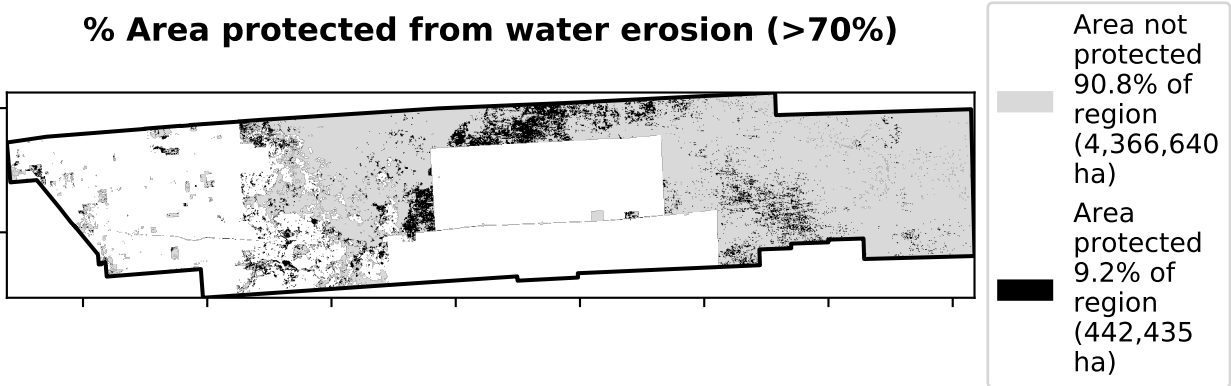 % Area protected from water erosion (>70%)
Area not
protected
90.8% of
region
(4,366,640
ha)
Area
protected
9.2% of
region
(442,435
ha)